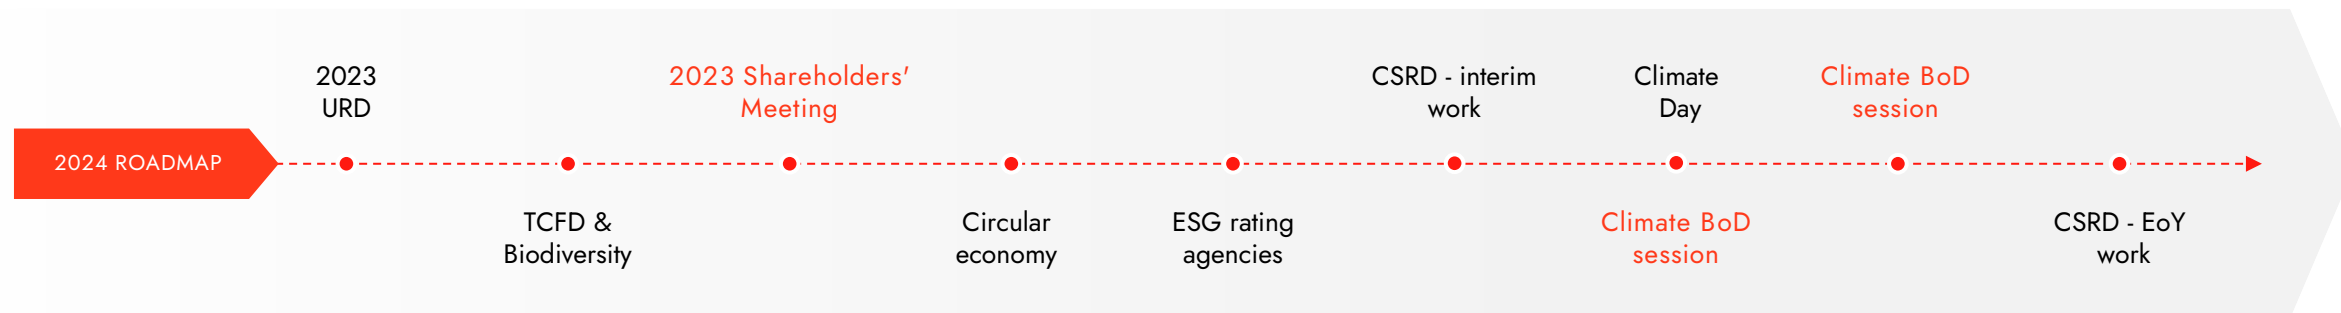 2024 ROADMAP
2023
URD
TCFD &
Biodiversity
2023 Shareholders'
Meeting
Circular
economy
ESG rating
agencies
CSRD - interim
work
Climate
Day
Climate BoD
session
Climate BoD
session
CSRD - EoY
work